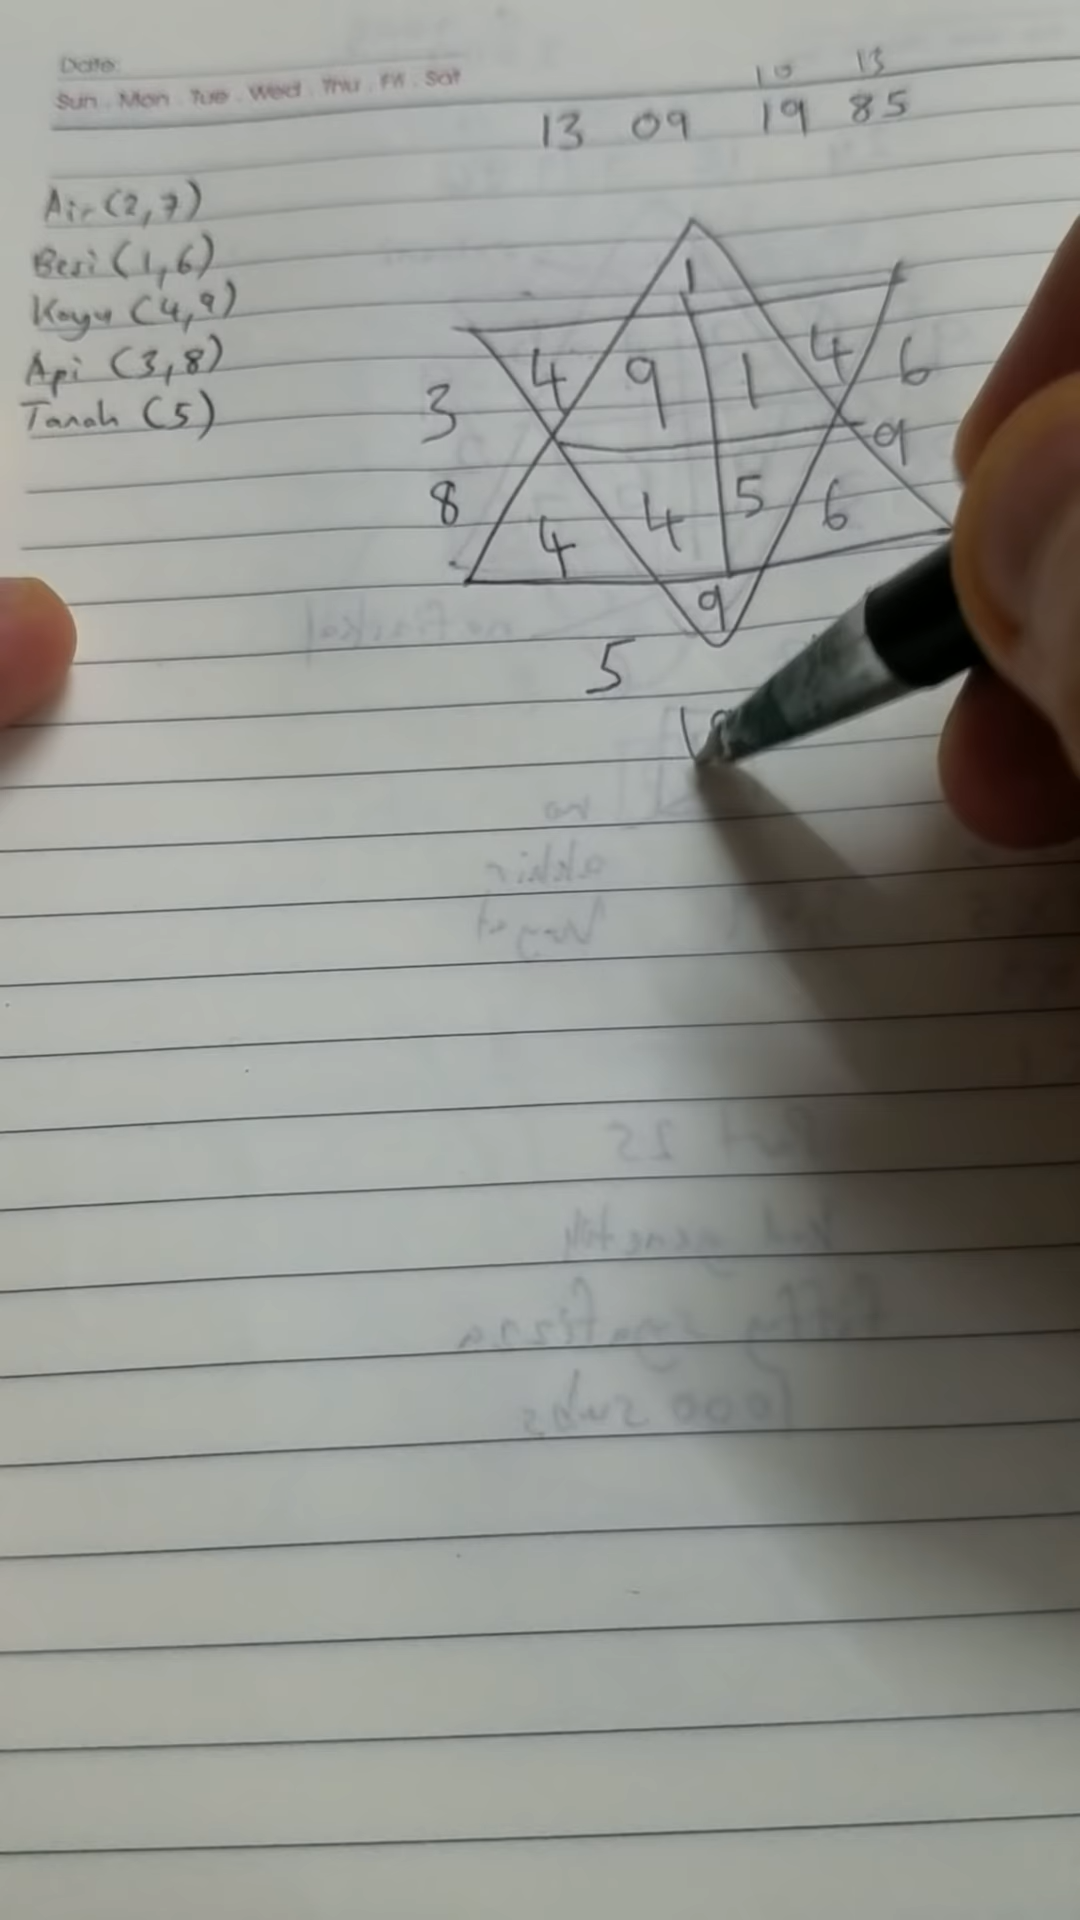 Date:
Sun . Mon . Tue . Wed . Thu . Fri . Sat
10 13
13 09 19 85
Air (2,7)
Besi (1,6)
Kayu (4,9)
Api (3,8)
Tanah (5)
1
3 4 9 1 4 6
9
8 4 4 5 6
9
5